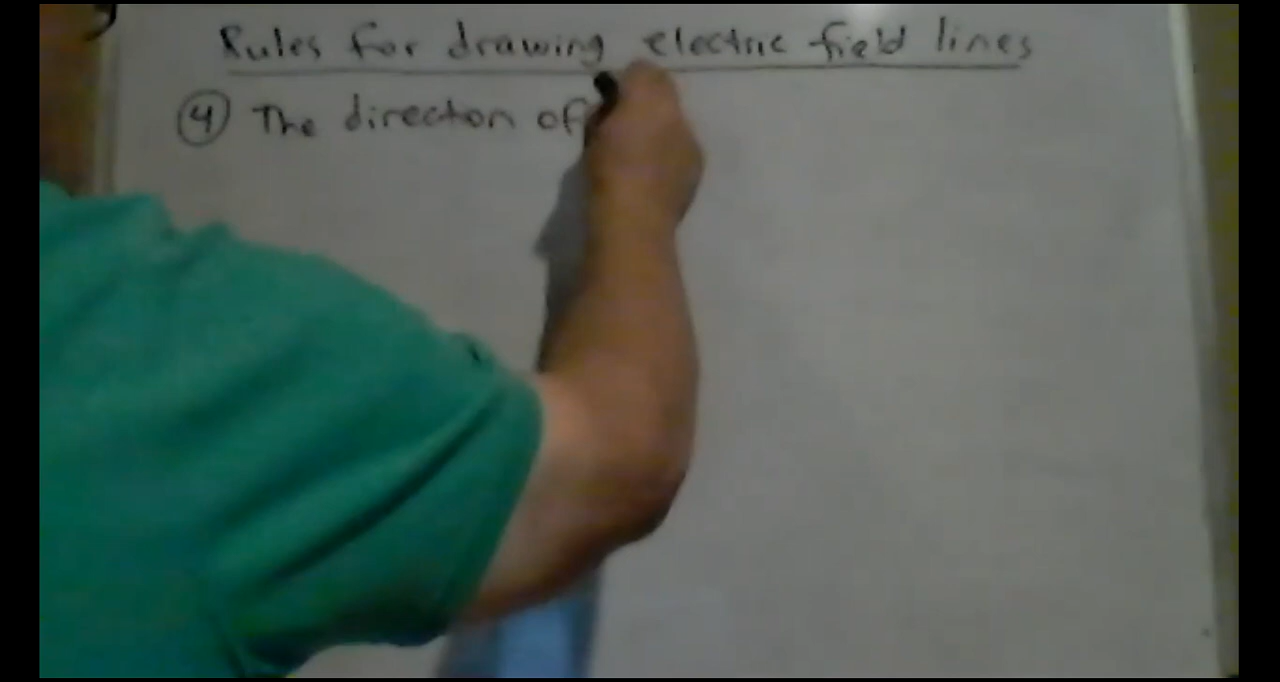 Rules for drawing electric field lines
④ The direction of